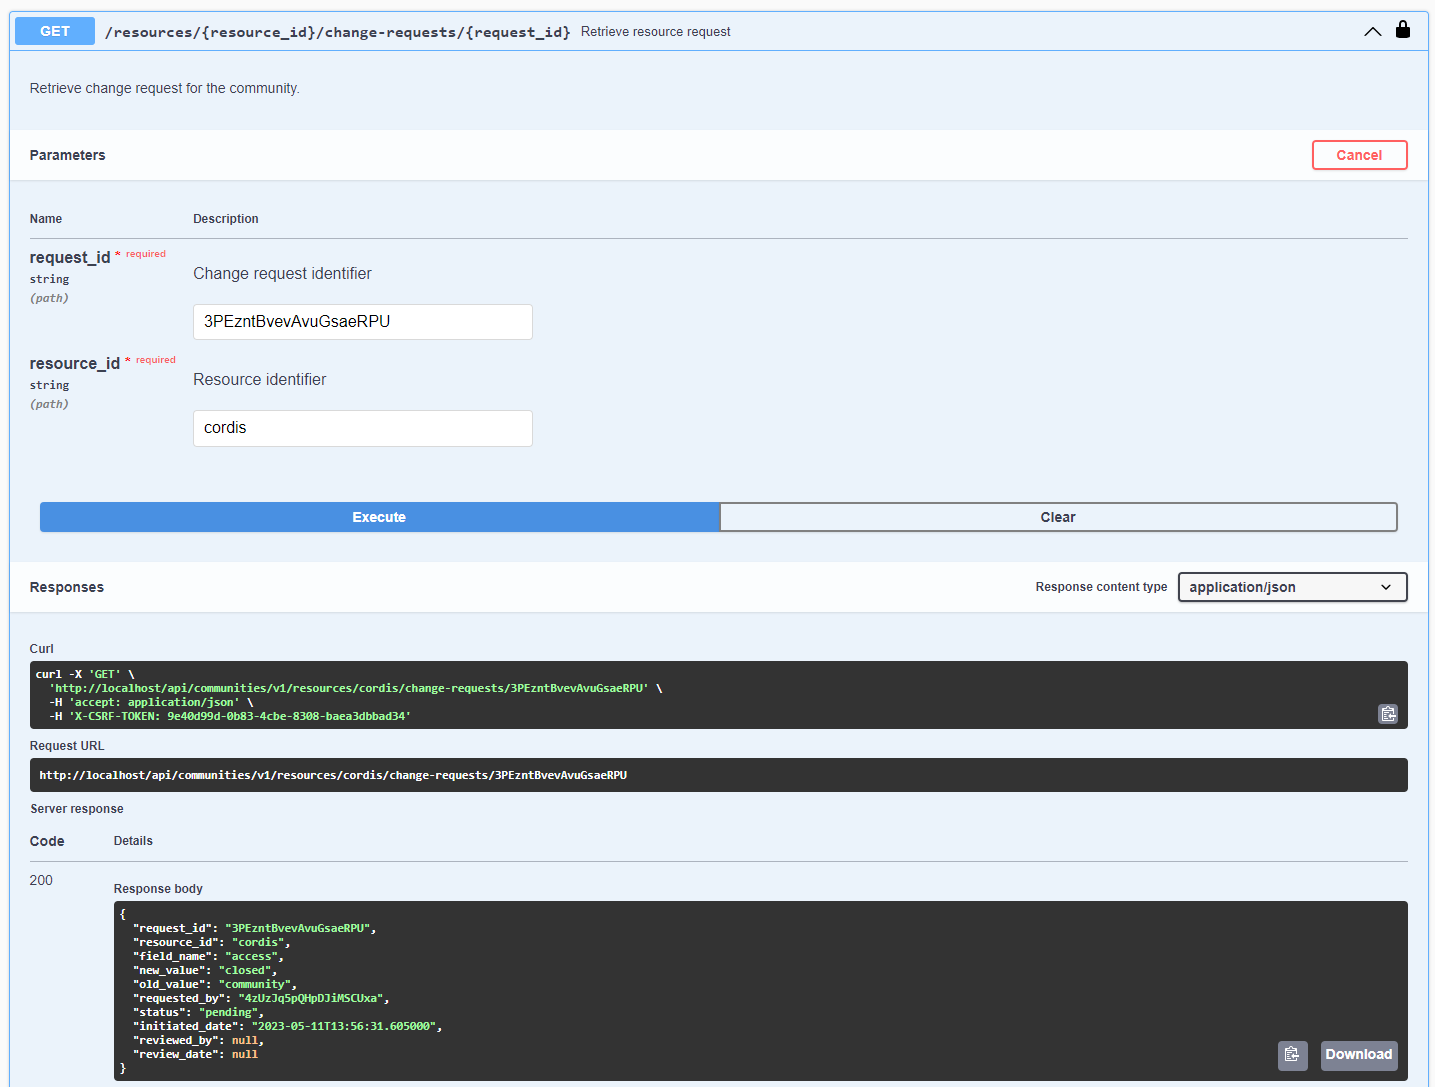 GET /resources/{resource_id}/change-requests/{request_id} Retrieve resource request
Retrieve change request for the community.
Parameters Cancel
Name Description
request_id * required
string
(path)
Change request identifier
3PEzntBvevAvuGsaeRPU
resource_id * required
string
(path)
Resource identifier
cordis
Execute Clear
Responses Response content type application/json
Curl
curl -X 'GET' \
'http://localhost/api/communities/v1/resources/cordis/change-requests/3PEzntBvevAvuGsaeRPU' \
-H 'accept: application/json' \
-H 'X-CSRF-TOKEN: 9e40d99d-0b83-4cbe-8308-baea3dbbad34'
Request URL
http://localhost/api/communities/v1/resources/cordis/change-requests/3PEzntBvevAvuGsaeRPU
Server response
Code Details
200
Response body
{
"request_id": "3PEzntBvevAvuGsaeRPU",
"resource_id": "cordis",
"field_name": "access",
"new_value": "closed",
"old_value": "community",
"requested_by": "4zUzJq5pQHpDJiMSCUxa",
"status": "pending",
"initiated_date": "2023-05-11T13:56:31.605000",
"reviewed_by": null,
"review_date": null
}
Download